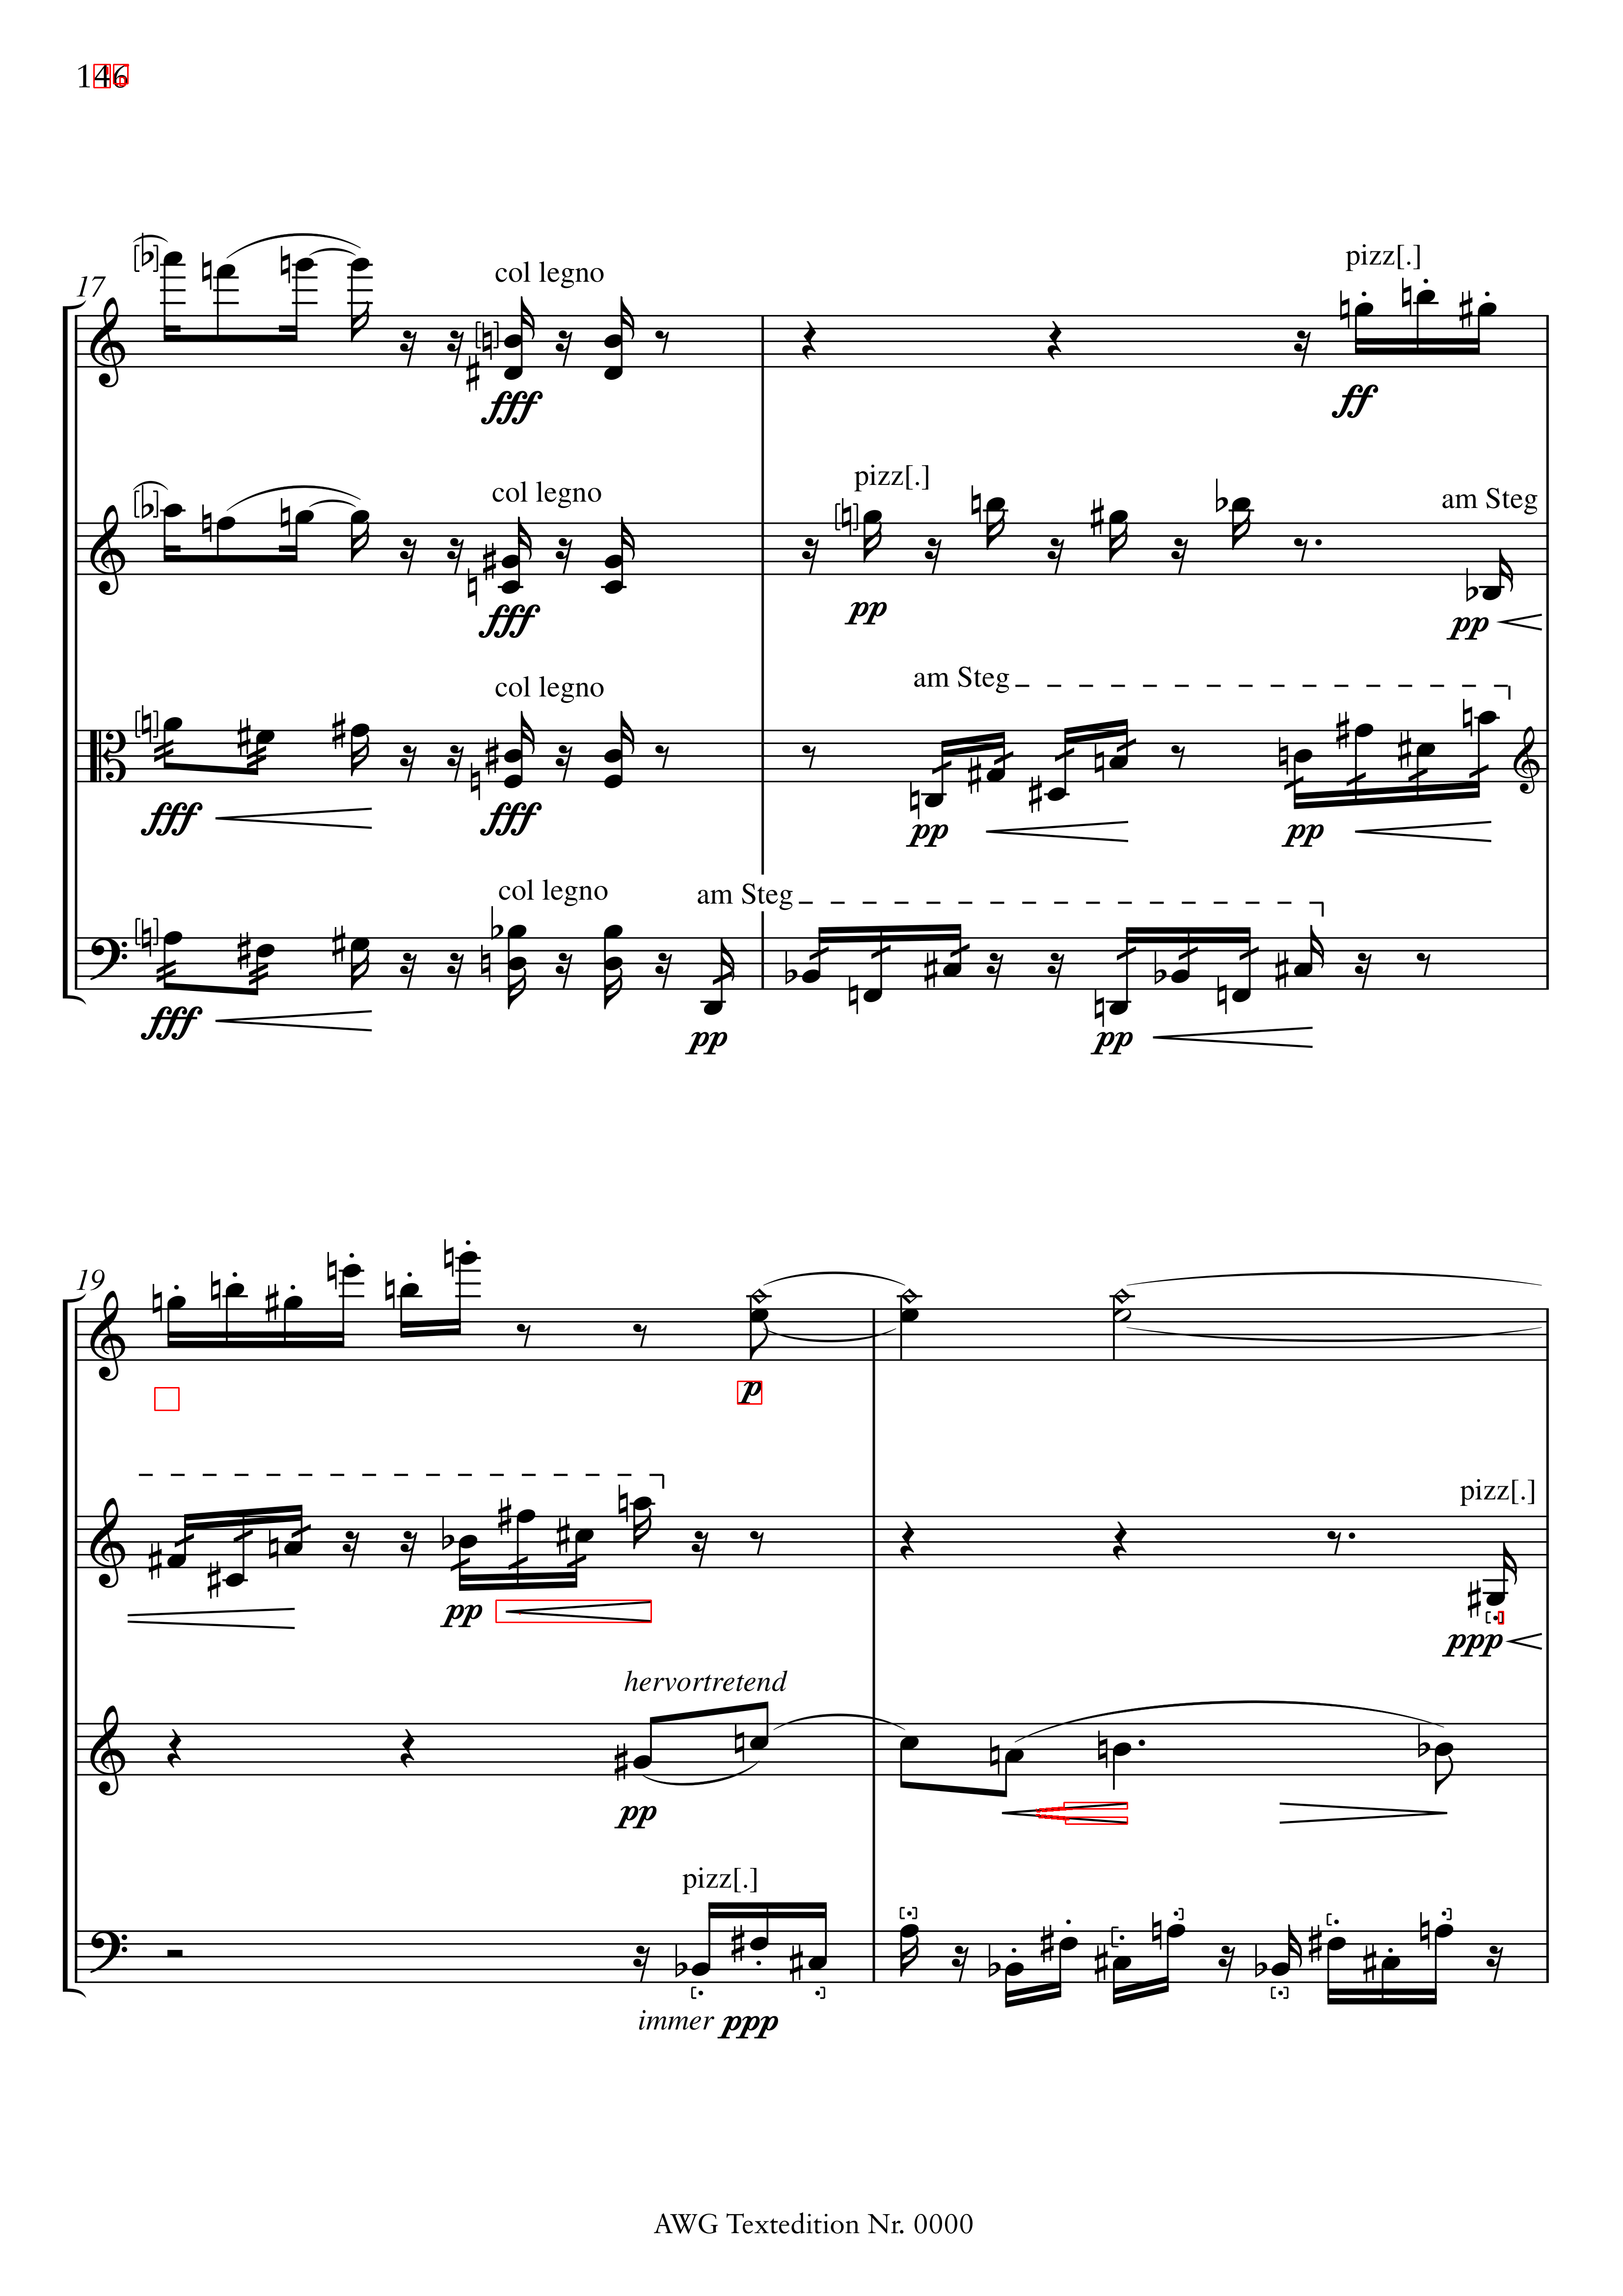 146
17
col legno
pizz[.]
fff
ff
col legno
pizz[.]
am Steg
fff
pp
pp
col legno
am Steg
fff
fff
pp
pp
col legno
am Steg
fff
pp
pp
19
p
pizz[.]
pp
ppp
hervortretend
pp
pizz[.]
immer ppp
AWG Textedition Nr. 0000